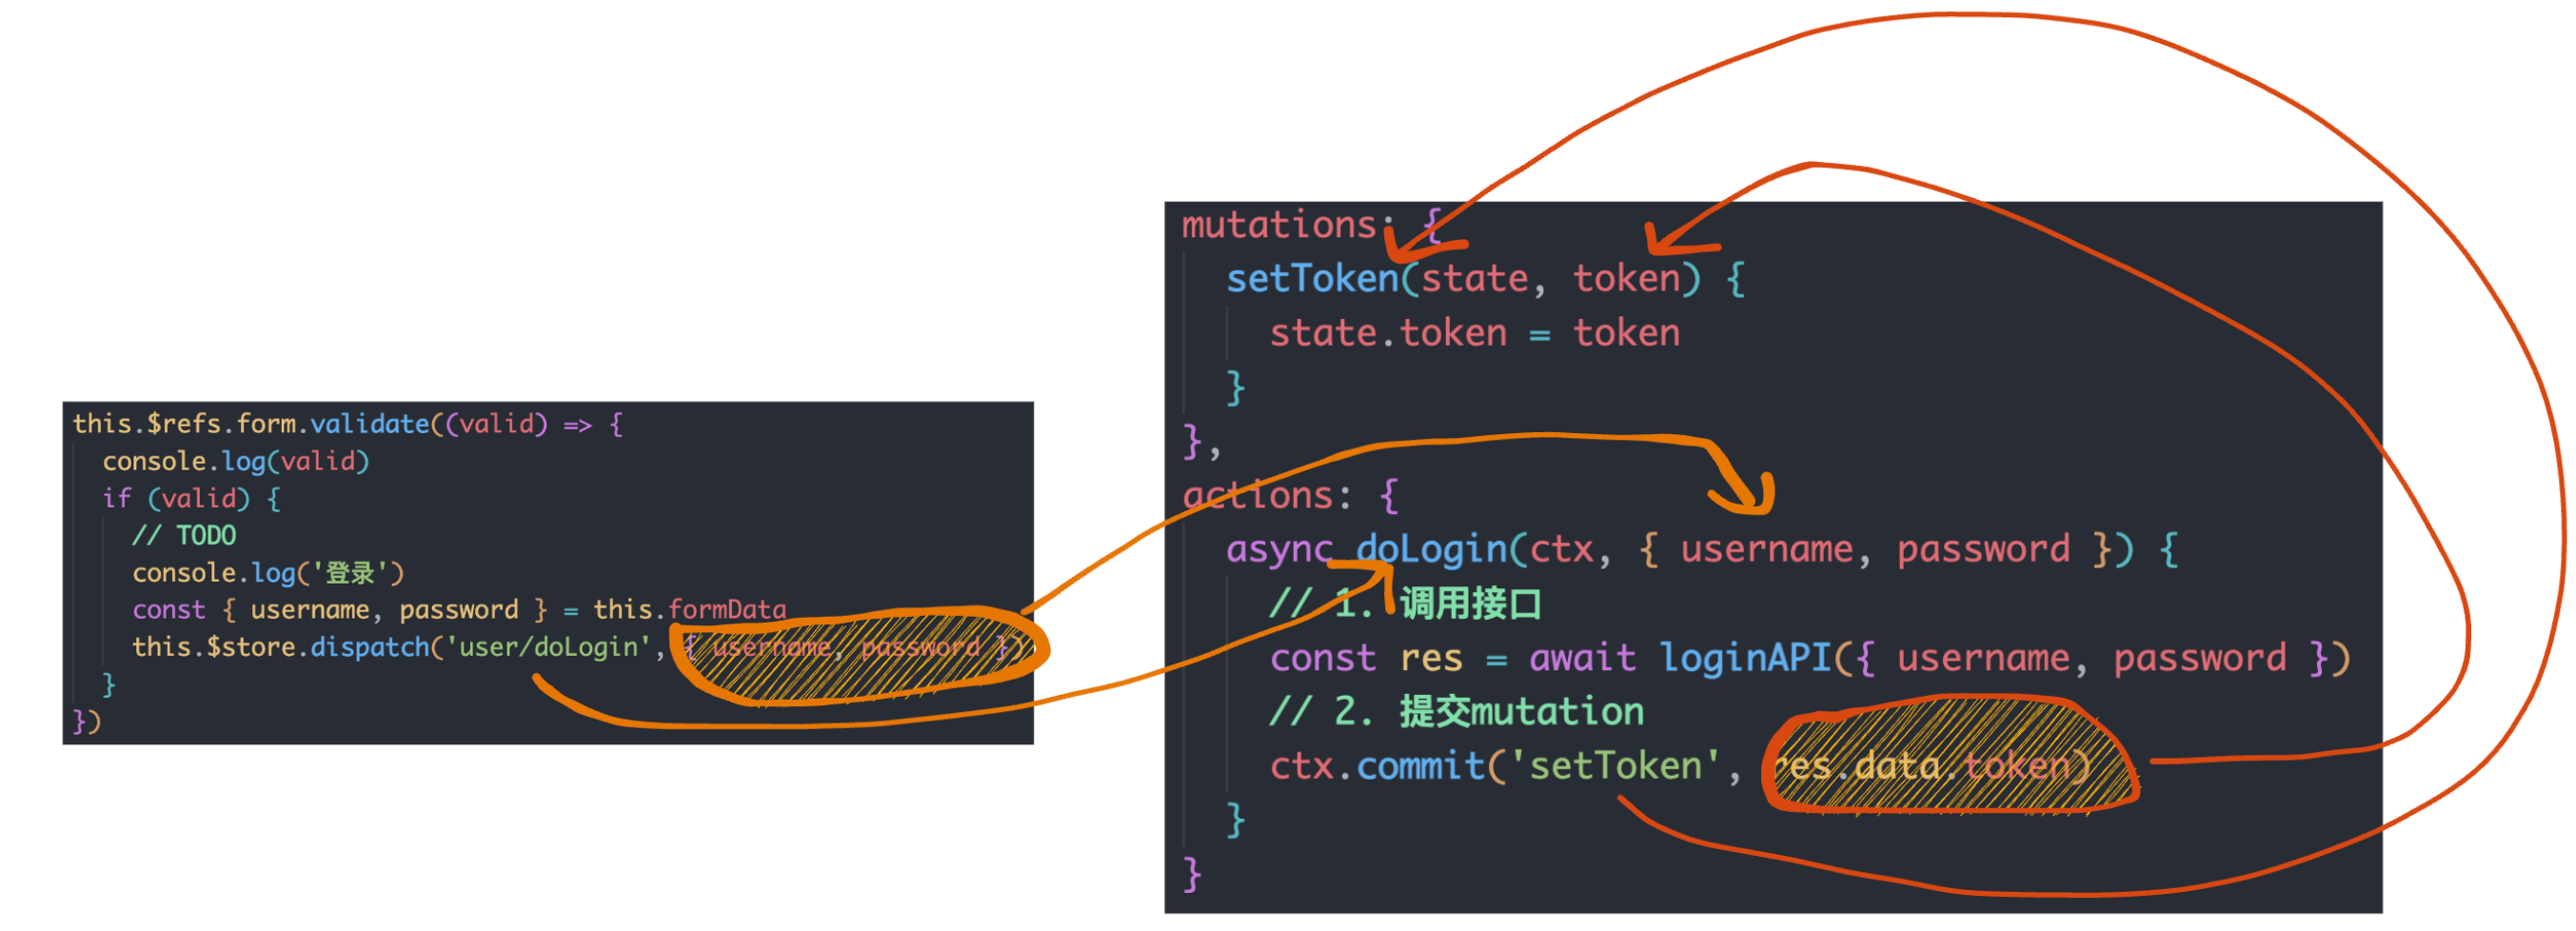 this.$refs.form.validate((valid) => {
console.log(valid)
if (valid) {
// TODO
console.log('登录')
const { username, password } = this.formData
this.$store.dispatch('user/doLogin', { username, password })
}
})
mutations: {
setToken(state, token) {
state.token = token
}
},
actions: {
async doLogin(ctx, { username, password }) {
// 1. 调用接口
const res = await loginAPI({ username, password })
// 2. 提交mutation
ctx.commit('setToken', res.data.token)
}
}